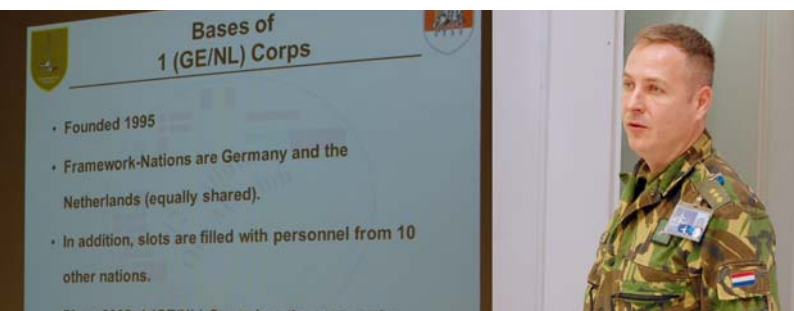 Bases of
1 (GE/NL) Corps
• Founded 1995
• Framework-Nations are Germany and the
Netherlands (equally shared).
• In addition, slots are filled with personnel from 10
other nations.